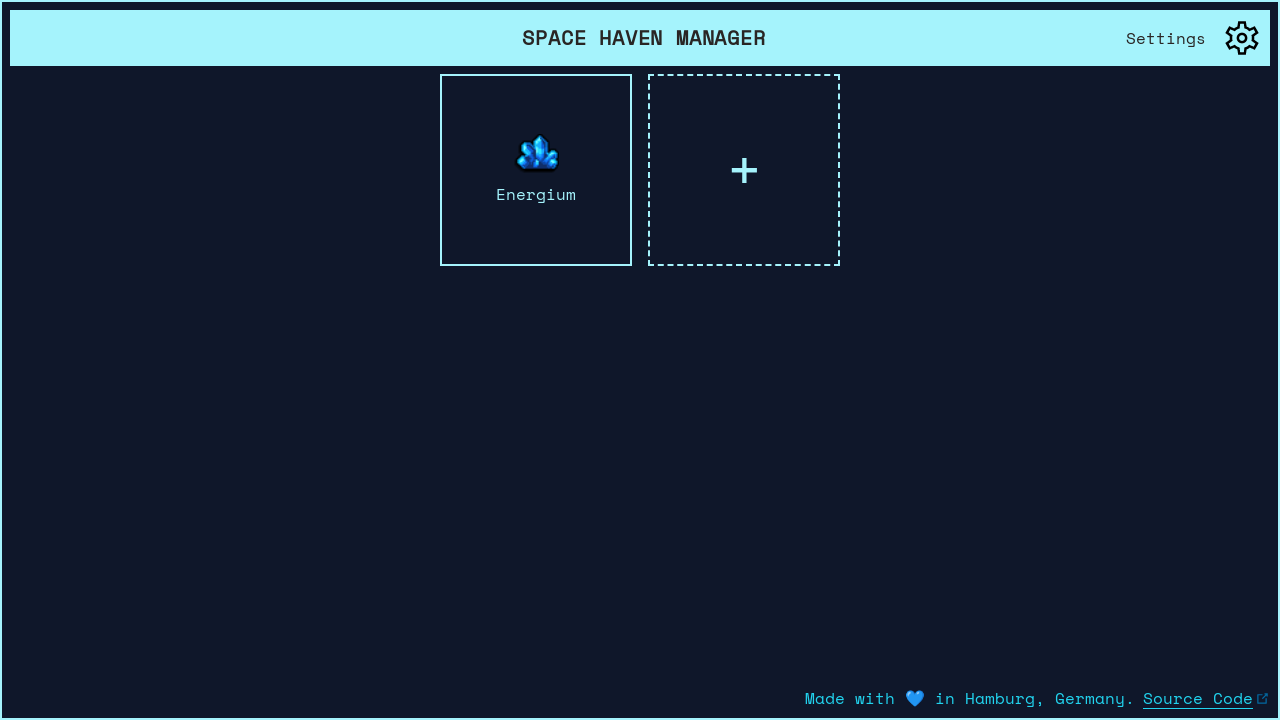 SPACE HAVEN MANAGER
Settings
Energium
+
Made with 💙 in Hamburg, Germany. Source Code